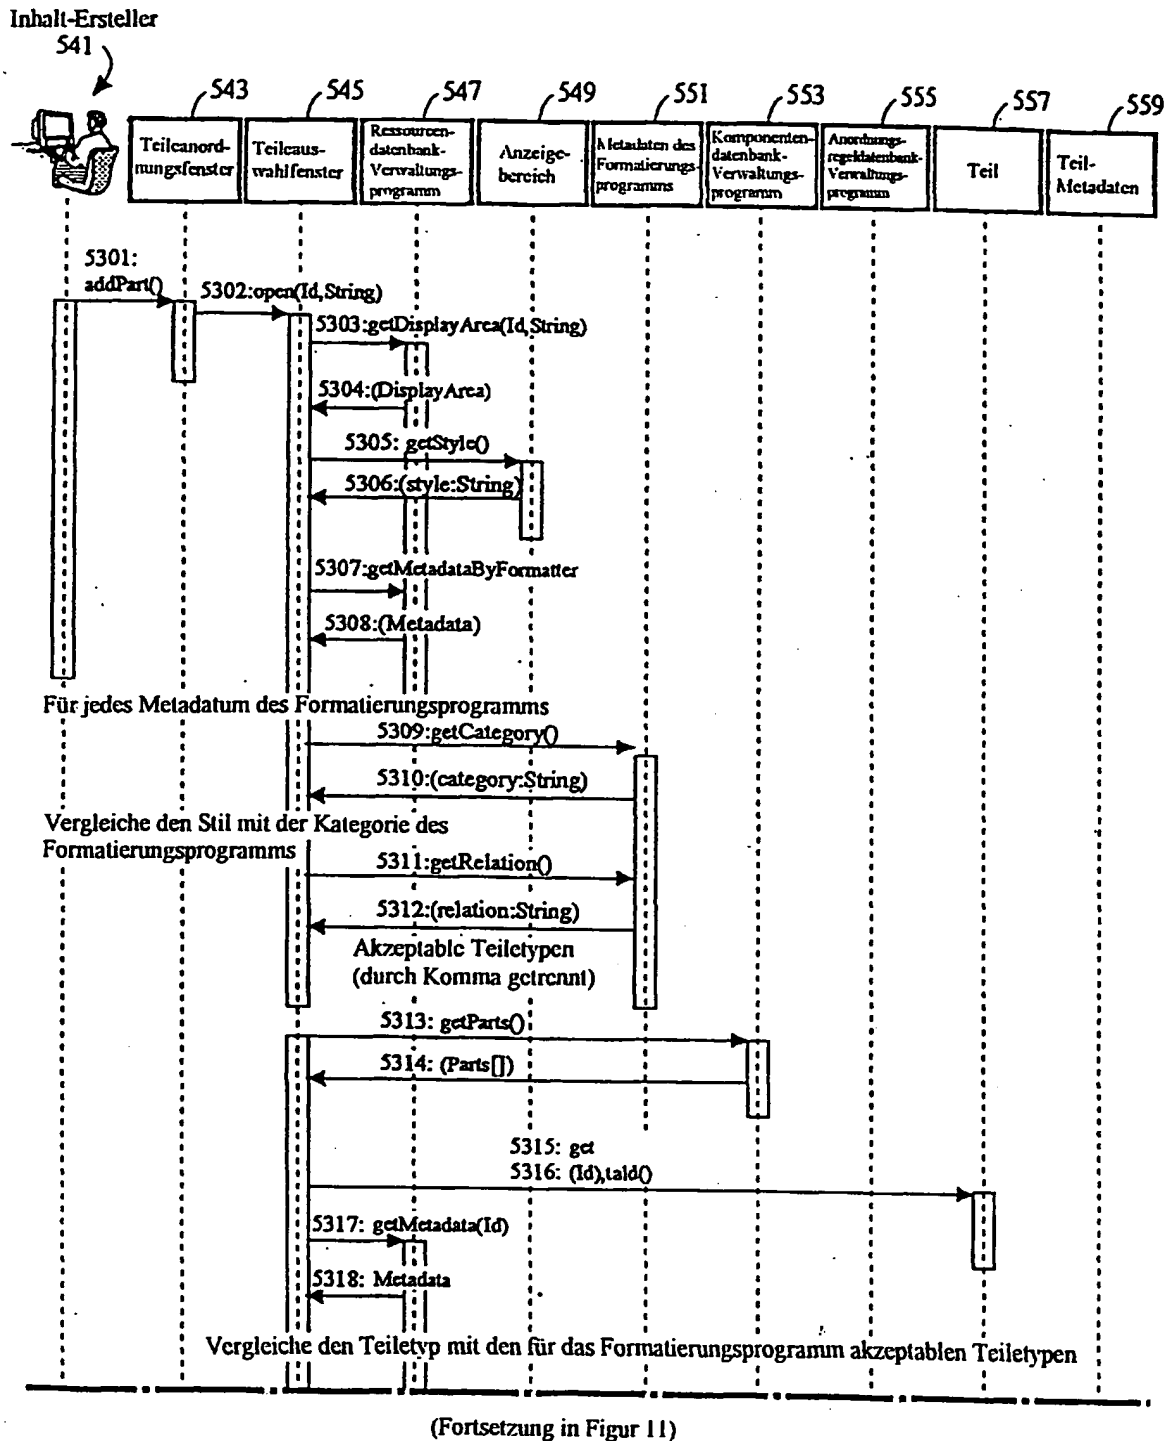 Inhalt-Ersteller
541
543
545
547
549
551
553
555
557
559
Teileanord-
nungsfenster
Teileaus-
wahlfenster
Ressourcen-
datenbank-
Verwaltungs-
programm
Anzeige-
bereich
Metadaten des
Formatierungs-
programms
Komponenten-
datenbank-
Verwaltungs-
programm
Anordnungs-
regeldatenbank-
Verwaltungs-
programm
Teil
Teil-
Metadaten
5301:
addPart()
5302:open(Id,String)
5303:getDisplayArea(Id,String)
5304:(DisplayArea)
5305: getStyle()
5306:(style:String)
5307:getMetadataByFormatter
5308:(Metadata)
Für jedes Metadatum des Formatierungsprogramms
5309:getCategory()
5310:(category:String)
Vergleiche den Stil mit der Kategorie des
Formatierungsprogramms
5311:getRelation()
5312:(relation:String)
Akzeptable Teiletypen
(durch Komma getrennt)
5313: getParts()
5314: (Parts[])
5315: get
5316: (Id),taId()
5317: getMetadata(Id)
5318: Metadata
Vergleiche den Teiletyp mit den für das Formatierungsprogramm akzeptablen Teiletypen
(Fortsetzung in Figur 11)